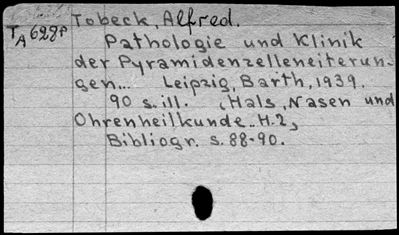 Tobeck, Alfred.
TA 628P
Pathologie und Klinik
der Pyramidenzelleneiterun-
gen... Leipzig, Barth, 1939.
90 s. ill. (Hals, Nasen und
Ohrenheilkunde.. H.2)
Bibliogr. s. 88-90.